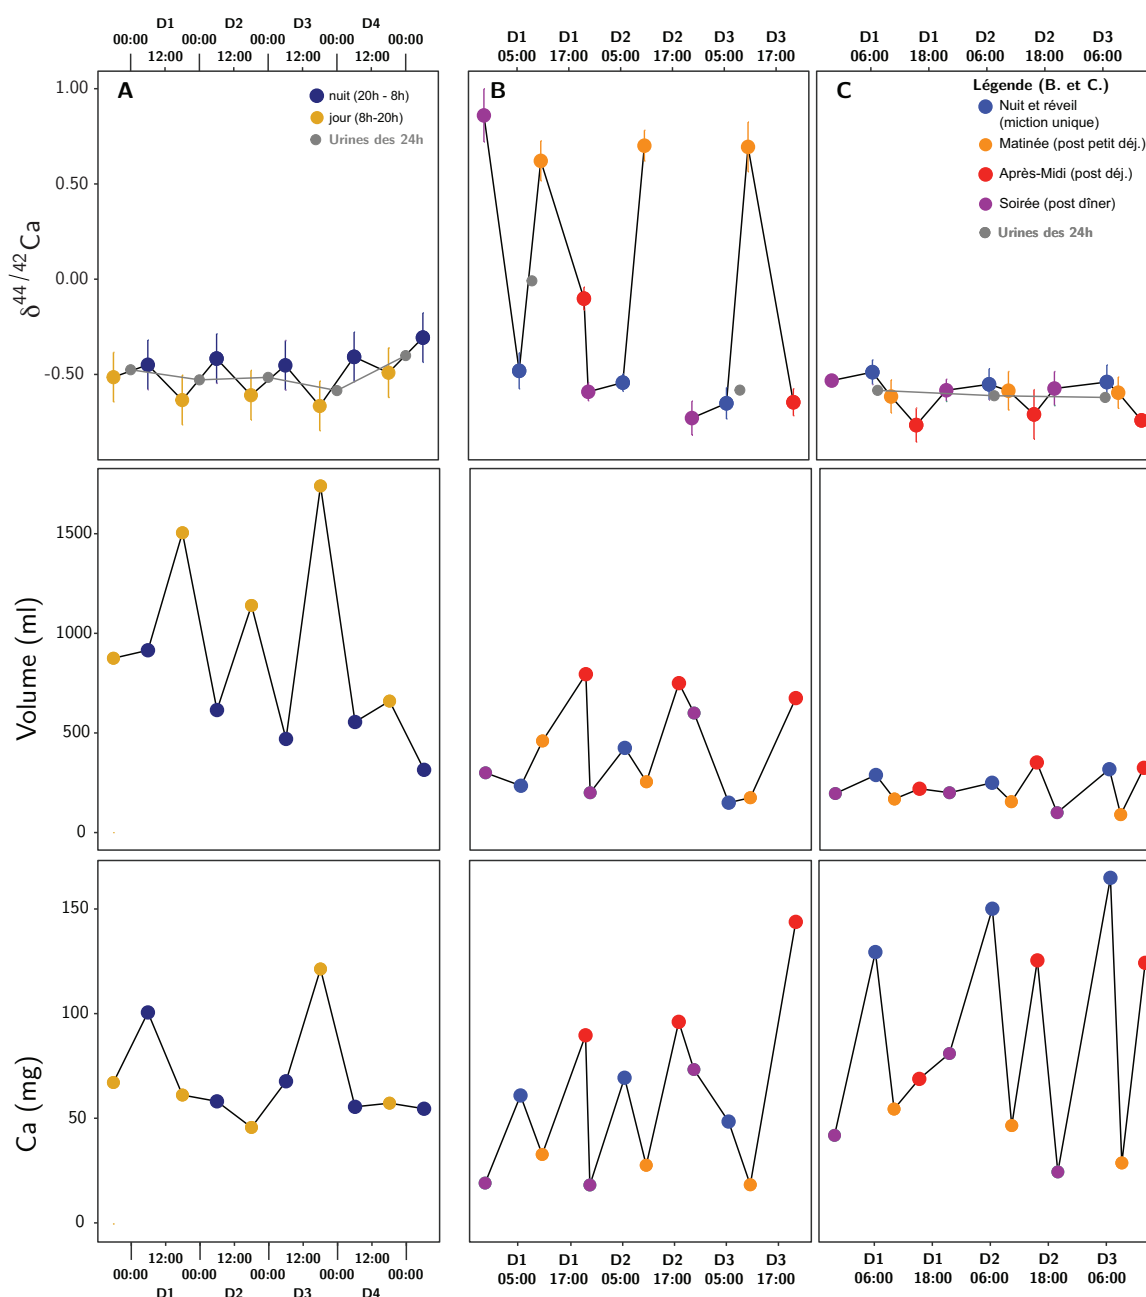 D1 D2 D3 D4
00:00 00:00 00:00 00:00 00:00
12:00 12:00 12:00 12:00
D1 D1 D2 D2 D3 D3
05:00 17:00 05:00 17:00 05:00 17:00
D1 D1 D2 D2 D3
06:00 18:00 06:00 18:00 06:00
A
nuit (20h - 8h)
jour (8h-20h)
Urines des 24h
B
C
Légende (B. et C.)
Nuit et réveil
(miction unique)
Matinée (post petit déj.)
Après-Midi (post déj.)
Soirée (post dîner)
Urines des 24h
δ44/42Ca
1.00
0.50
0.00
-0.50
Volume (ml)
1500
1000
500
0
Ca (mg)
150
100
50
0
12:00 12:00 12:00 12:00
00:00 00:00 00:00 00:00 00:00
D1 D2 D3 D4
D1 D1 D2 D2 D3 D3
05:00 17:00 05:00 17:00 05:00 17:00
D1 D1 D2 D2 D3
06:00 18:00 06:00 18:00 06:00